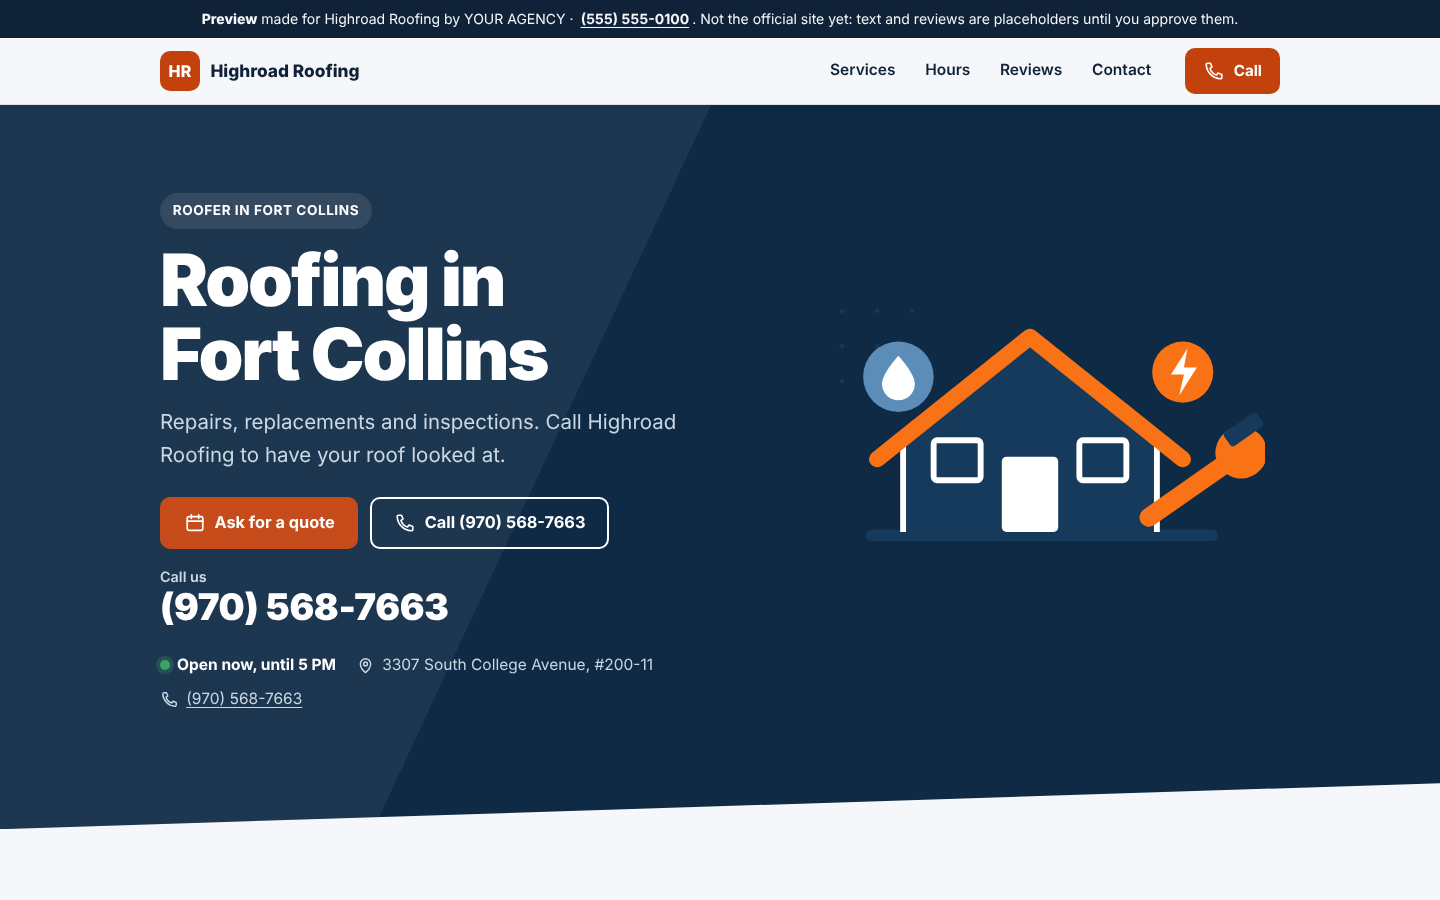 Preview made for Highroad Roofing by YOUR AGENCY · (555) 555-0100 . Not the official site yet: text and reviews are placeholders until you approve them.
HR Highroad Roofing
Services Hours Reviews Contact Call
ROOFER IN FORT COLLINS
Roofing in
Fort Collins
Repairs, replacements and inspections. Call Highroad
Roofing to have your roof looked at.
Ask for a quote Call (970) 568-7663
Call us
(970) 568-7663
Open now, until 5 PM 3307 South College Avenue, #200-11
(970) 568-7663